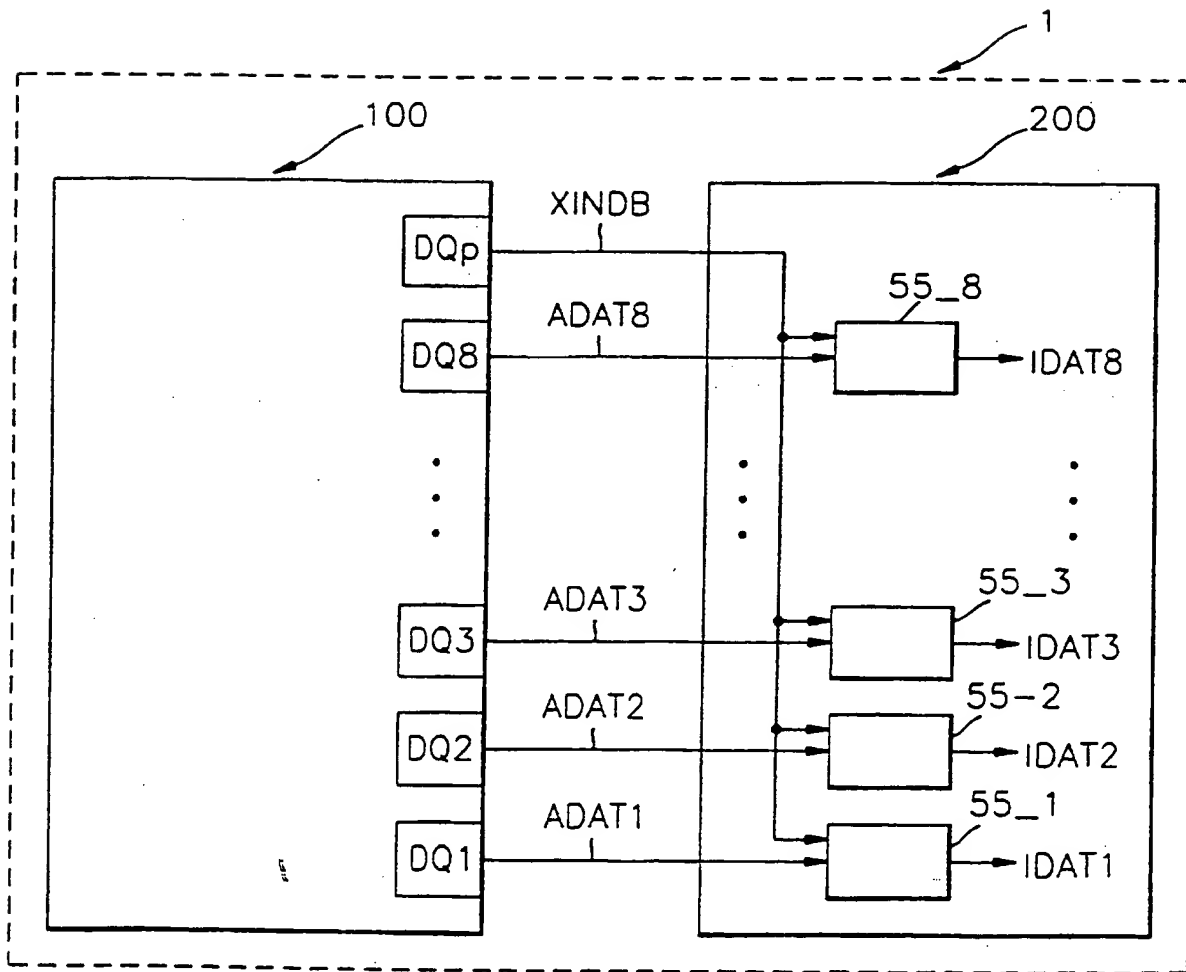 1
100
200
XINDB
DQp
55_8
ADAT8
DQ8
IDAT8
ADAT3
55_3
DQ3
IDAT3
ADAT2
55-2
DQ2
IDAT2
ADAT1
55_1
DQ1
IDAT1